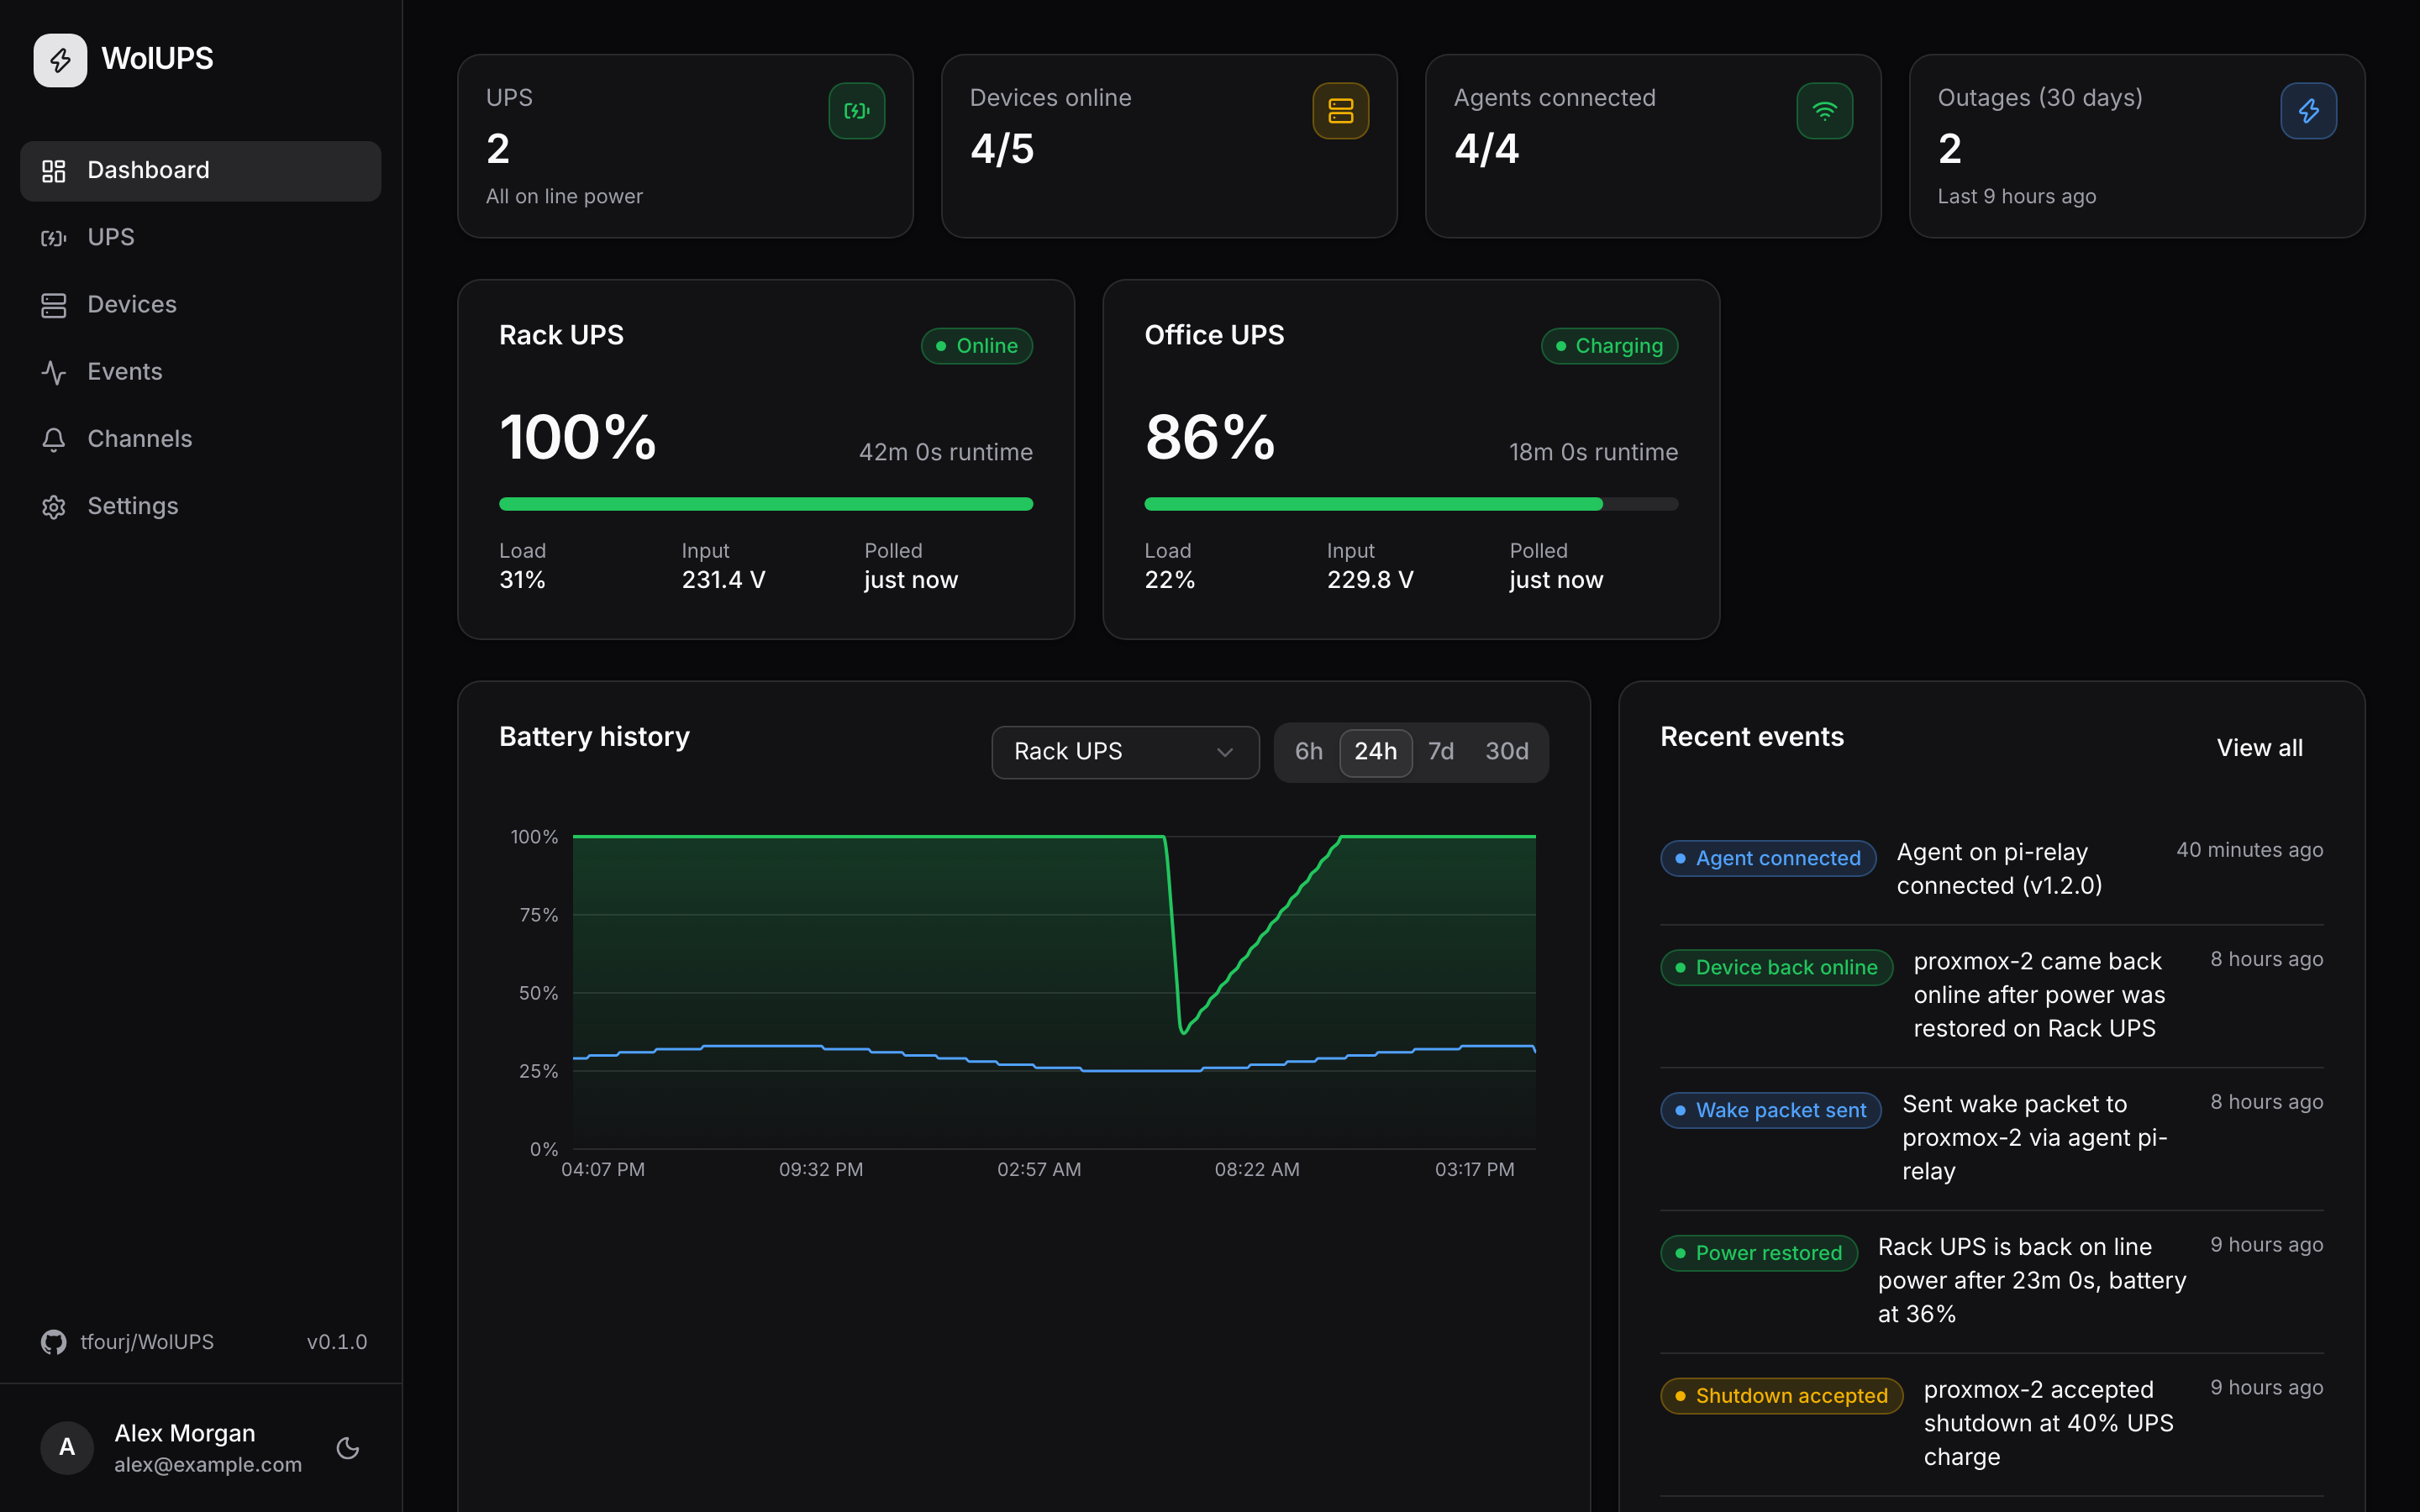 WolUPS
Dashboard
UPS
Devices
Events
Channels
Settings
tfourj/WolUPS
v0.1.0
A
Alex Morgan
alex@example.com
UPS
2
All on line power
Devices online
4/5
Agents connected
4/4
Outages (30 days)
2
Last 9 hours ago
Rack UPS
Online
100%
42m 0s runtime
Load
Input
Polled
31%
231.4 V
just now
Office UPS
Charging
86%
18m 0s runtime
Load
Input
Polled
22%
229.8 V
just now
Battery history
Rack UPS
6h
24h
7d
30d
100%
75%
50%
25%
0%
04:07 PM
09:32 PM
02:57 AM
08:22 AM
03:17 PM
Recent events
View all
Agent connected
Agent on pi-relay
connected (v1.2.0)
40 minutes ago
Device back online
proxmox-2 came back
online after power was
restored on Rack UPS
8 hours ago
Wake packet sent
Sent wake packet to
proxmox-2 via agent pi-
relay
8 hours ago
Power restored
Rack UPS is back on line
power after 23m 0s, battery
at 36%
9 hours ago
Shutdown accepted
proxmox-2 accepted
shutdown at 40% UPS
charge
9 hours ago